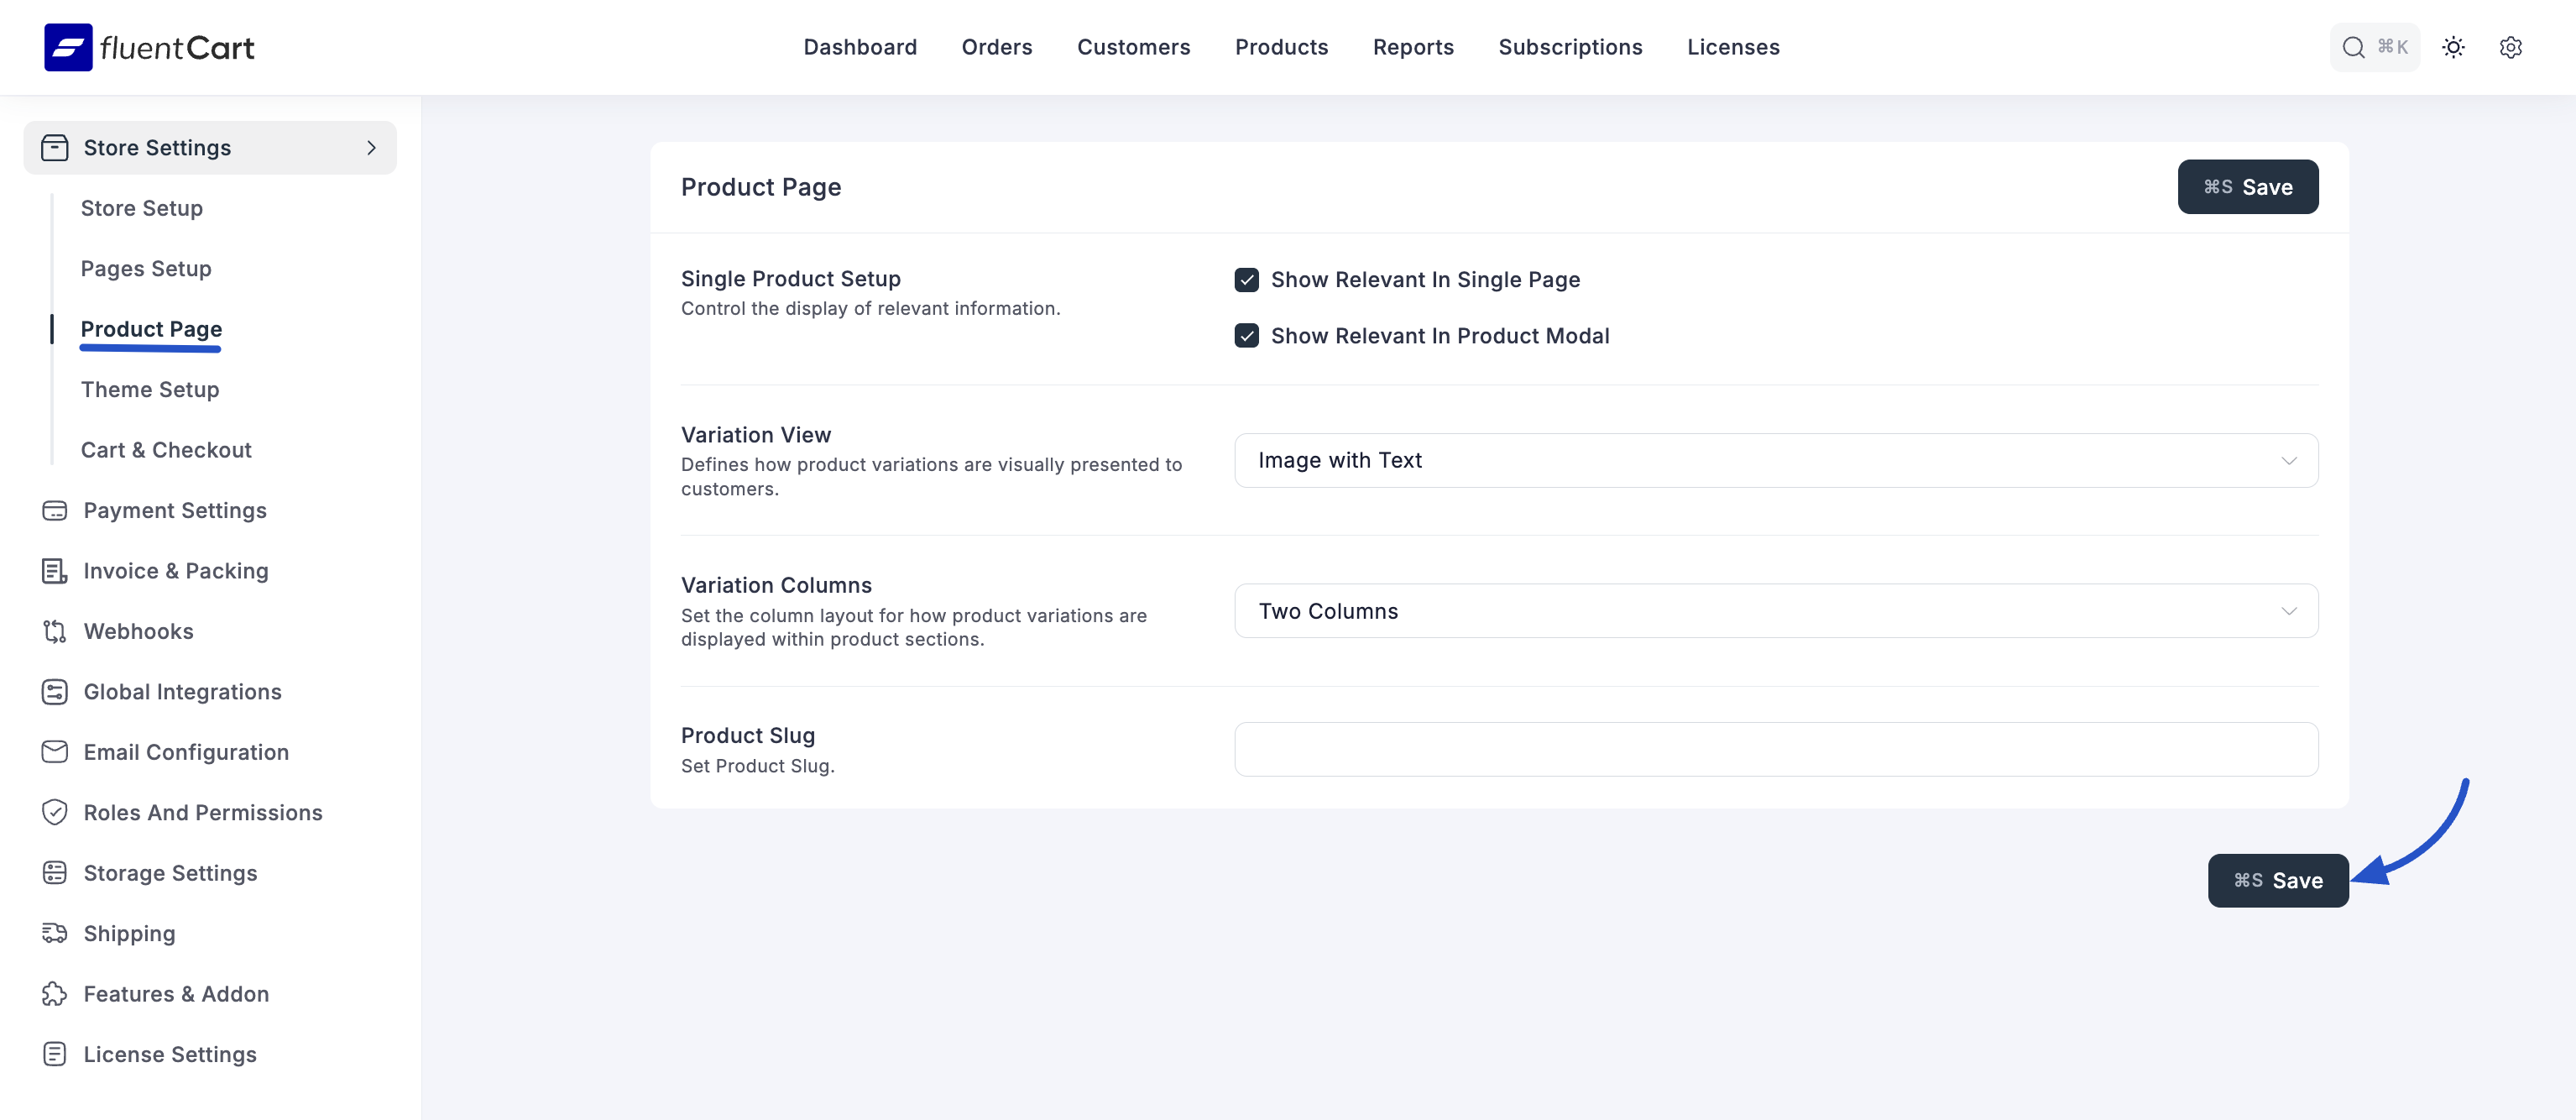 fluentCart
Dashboard
Orders
Customers
Products
Reports
Subscriptions
Licenses
⌘K
Store Settings
Store Setup
Pages Setup
Product Page
Theme Setup
Cart & Checkout
Payment Settings
Invoice & Packing
Webhooks
Global Integrations
Email Configuration
Roles And Permissions
Storage Settings
Shipping
Features & Addon
License Settings
Product Page
⌘S Save
Single Product Setup
Control the display of relevant information.
Show Relevant In Single Page
Show Relevant In Product Modal
Variation View
Defines how product variations are visually presented to
customers.
Image with Text
Variation Columns
Set the column layout for how product variations are
displayed within product sections.
Two Columns
Product Slug
Set Product Slug.
⌘S Save